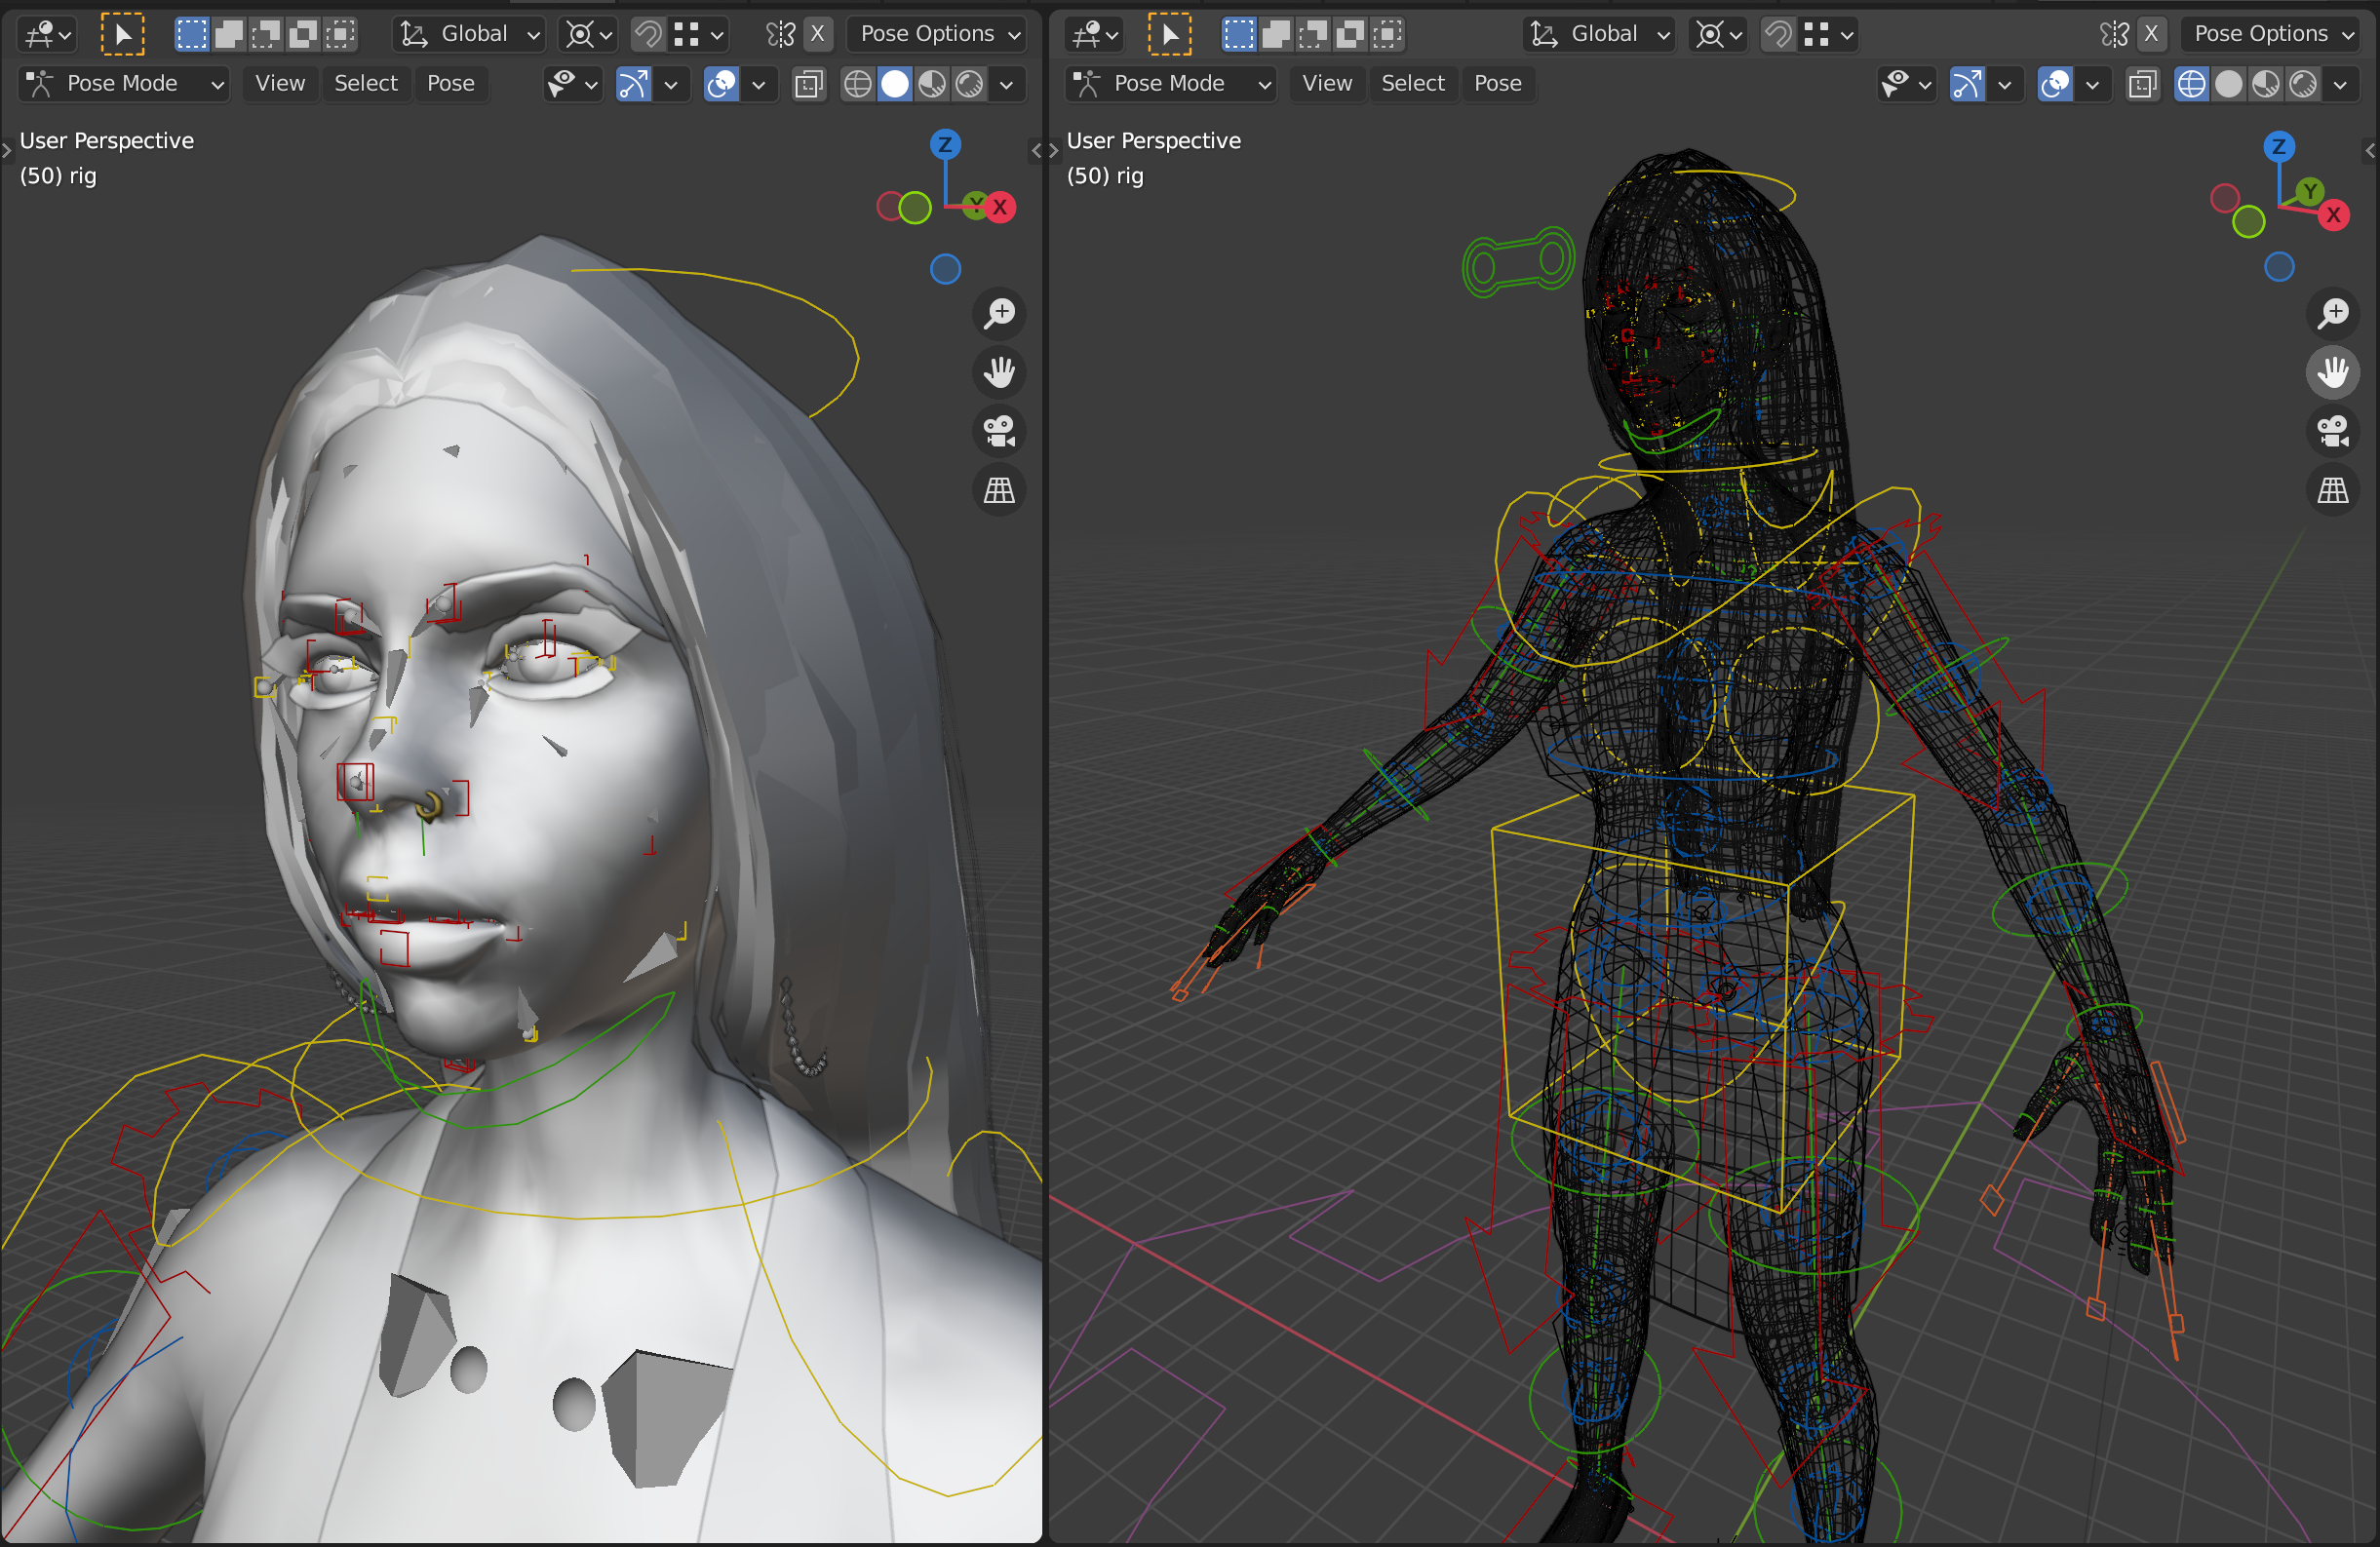 Global
X
Pose Options
Pose Mode
View
Select
Pose
User Perspective
(50) rig
Z
Y
X
Global
X
Pose Options
Pose Mode
View
Select
Pose
User Perspective
(50) rig
Z
Y
X